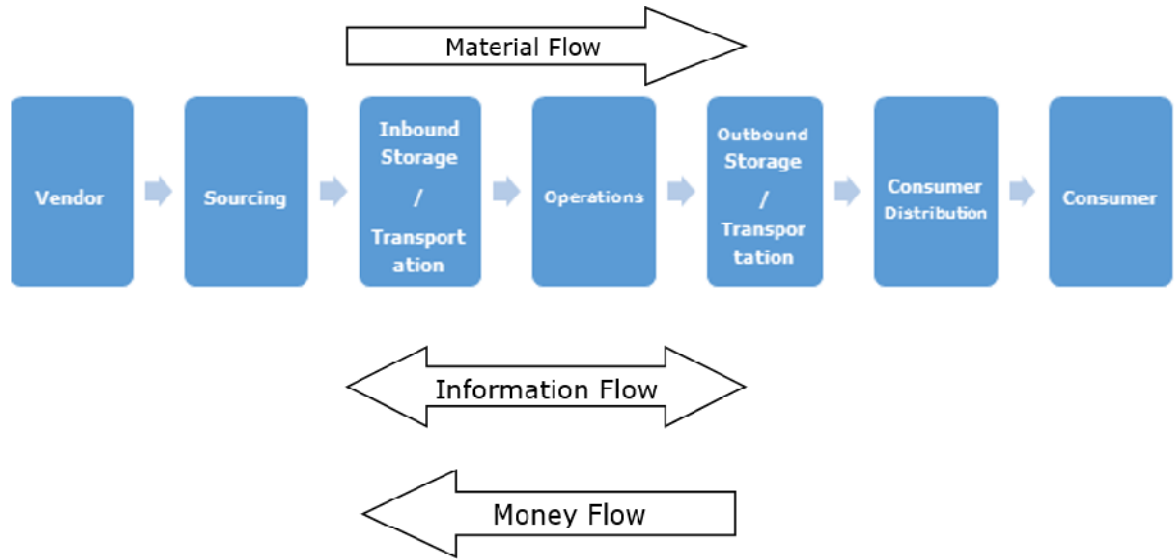 Material Flow
Vendor
Sourcing
Inbound
Storage
/
Transport
ation
Operations
Outbound
Storage
/
Transpor
tation
Consumer
Distribution
Consumer
Information Flow
Money Flow